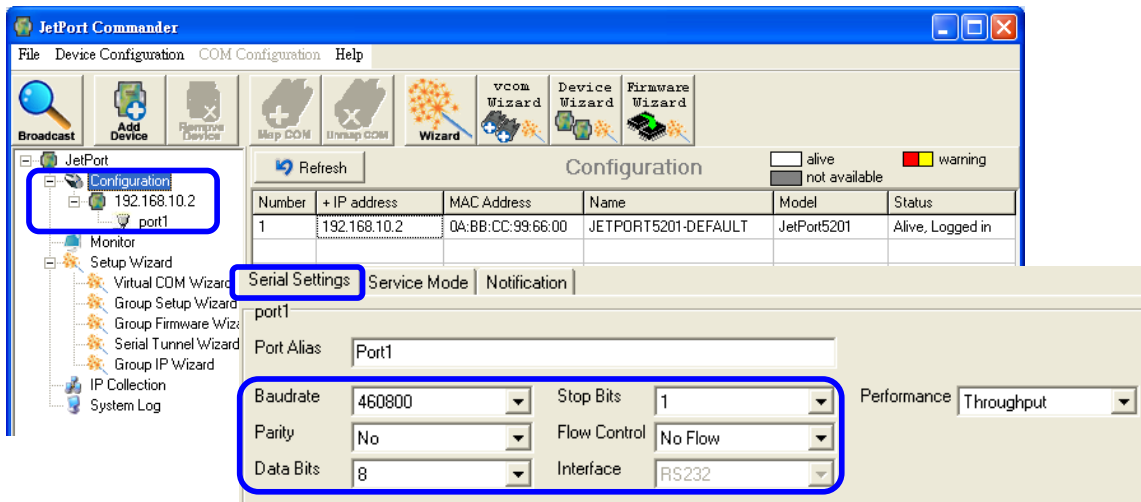 JetPort Commander
File Device Configuration COM Configuration Help
Broadcast
Add Device
Remove Device
Map COM
Unmap COM
Wizard
vcom Wizard
Device Wizard
Firmware Wizard
JetPort
Configuration
192.168.10.2
port1
Monitor
Setup Wizard
Virtual COM Wizard
Group Setup Wizard
Group Firmware Wiza
Serial Tunnel Wizard
Group IP Wizard
IP Collection
System Log
Refresh
Configuration
alive
not available
warning
Number + IP address MAC Address Name Model Status
1 192.168.10.2 0A:BB:CC:99:66:00 JETPORT5201-DEFAULT JetPort5201 Alive, Logged in
Serial Settings Service Mode Notification
port1
Port Alias Port1
Baudrate 460800 Stop Bits 1 Performance Throughput
Parity No Flow Control No Flow
Data Bits 8 Interface RS232